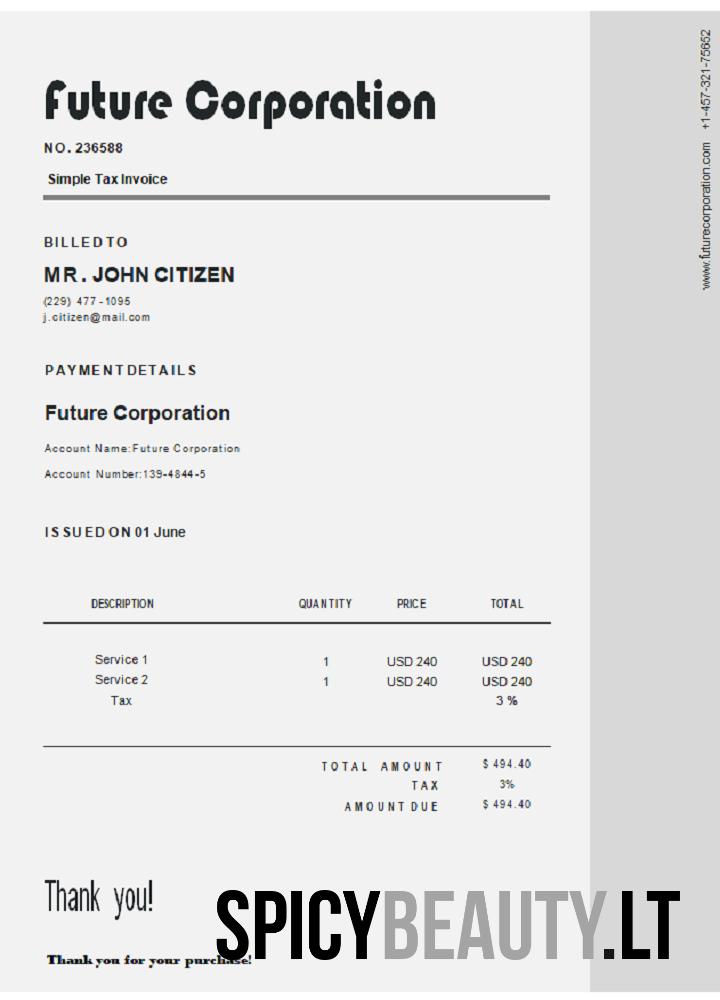 Future Corporation
NO. 236588
Simple Tax Invoice
www.futurecorporation.com +1-457-321-75652
BILLED TO
MR. JOHN CITIZEN
(229) 477-1095
j.citizen@mail.com
PAYMENT DETAILS
Future Corporation
Account Name:Future Corporation
Account Number:139-4844-5
ISSUED ON 01 June
DESCRIPTION QUANTITY PRICE TOTAL
Service 1 1 USD 240 USD 240
Service 2 1 USD 240 USD 240
Tax 3 %
TOTAL AMOUNT $ 494.40
TAX 3%
AMOUNT DUE $ 494.40
Thank you!
SPICYBEAUTY.LT
Thank you for your purchase!